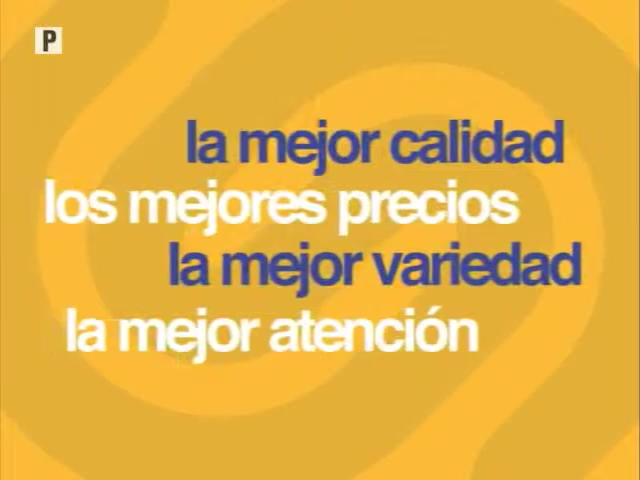 P
la mejor calidad
los mejores precios
la mejor variedad
la mejor atención